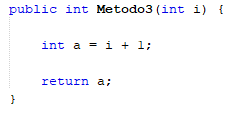 public int Metodo3(int i) {
int a = i + 1;
return a;
}